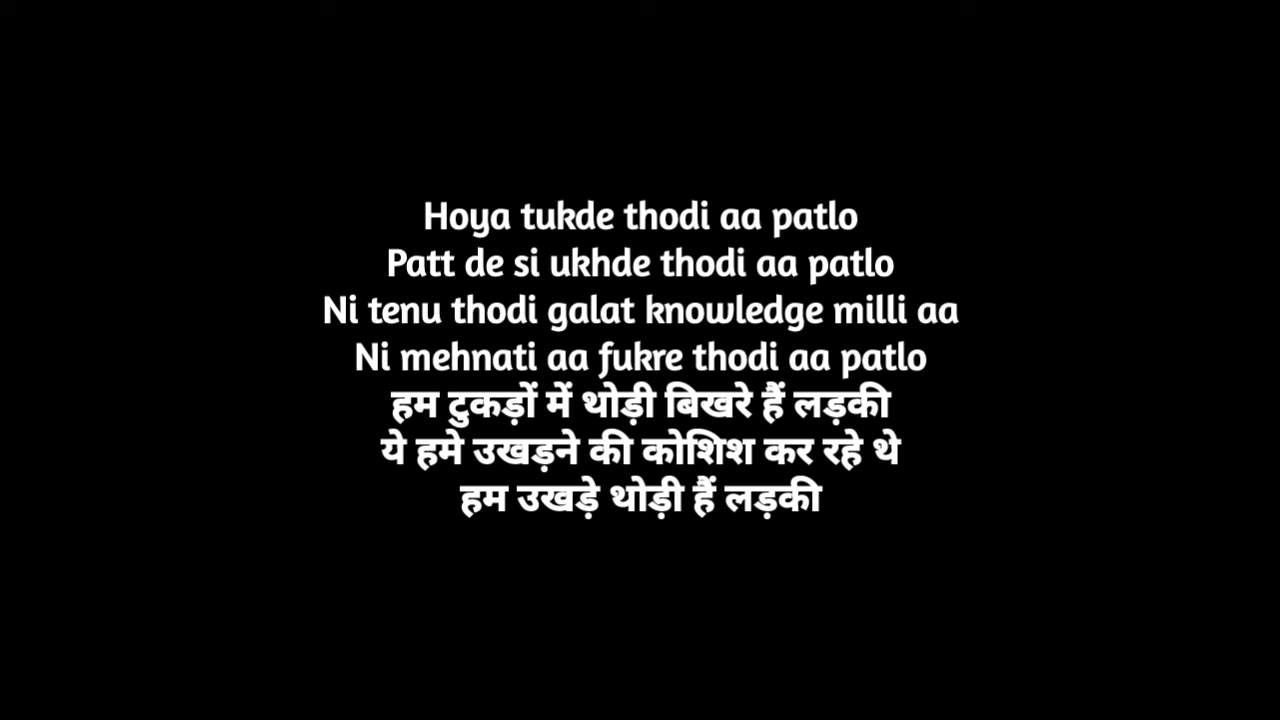 Hoya tukde thodi aa patlo
Patt de si ukhde thodi aa patlo
Ni tenu thodi galat knowledge milli aa
Ni mehnati aa fukre thodi aa patlo
हम टुकड़ों में थोड़ी बिखरे हैं लड़की
ये हमे उखड़ने की कोशिश कर रहे थे
हम उखड़े थोड़ी हैं लड़की